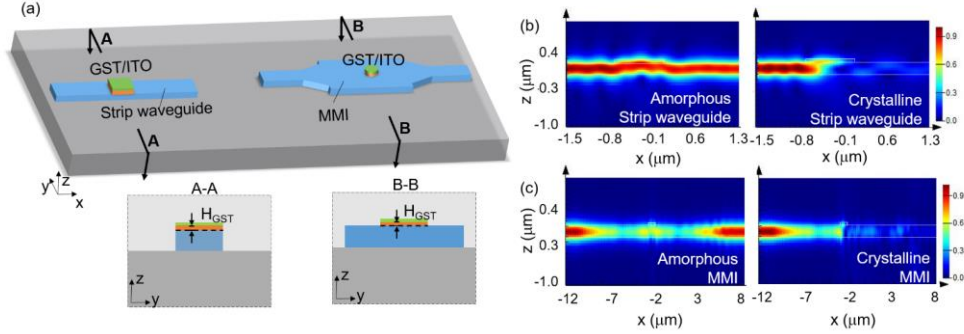 (a)
A
B
GST/ITO
GST/ITO
Strip waveguide
MMI
A
B
z
y
x
A-A
B-B
H_GST
H_GST
z
y
z
y
(b)
z (μm)
0.4
-0.3
-1.0
Amorphous
Strip waveguide
-1.5 -0.8 -0.1 0.6 1.3
x (μm)
Crystalline
Strip waveguide
-1.5 -0.8 -0.1 0.6 1.3
x (μm)
0.9
0.6
0.3
0.0
(c)
z (μm)
0.4
0.3
-1.0
Amorphous
MMI
-12 -7 -2 3 8
x (μm)
Crystalline
MMI
-12 -7 -2 3 8
x (μm)
0.9
0.6
0.3
0.0